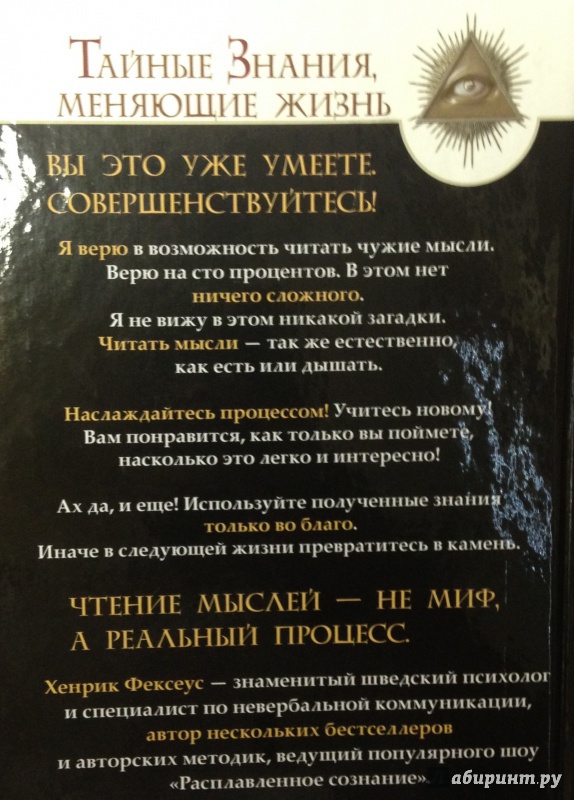 Тайные Знания,
меняющие жизнь
Вы это уже умеете.
Совершенствуйтесь!
Я верю в возможность читать чужие мысли.
Верю на сто процентов. В этом нет
ничего сложного.
Я не вижу в этом никакой загадки.
Читать мысли — так же естественно,
как есть или дышать.
Наслаждайтесь процессом! Учитесь новому!
Вам понравится, как только вы поймете,
насколько это легко и интересно!
Ах да, и еще! Используйте полученные знания
только во благо.
Иначе в следующей жизни превратитесь в камень.
Чтение мыслей — не миф,
а реальный процесс.
Хенрик Фексеус — знаменитый шведский психолог
и специалист по невербальной коммуникации,
автор нескольких бестселлеров
и авторских методик, ведущий популярного шоу
«Расплавленное сознание».
абиринт.ру